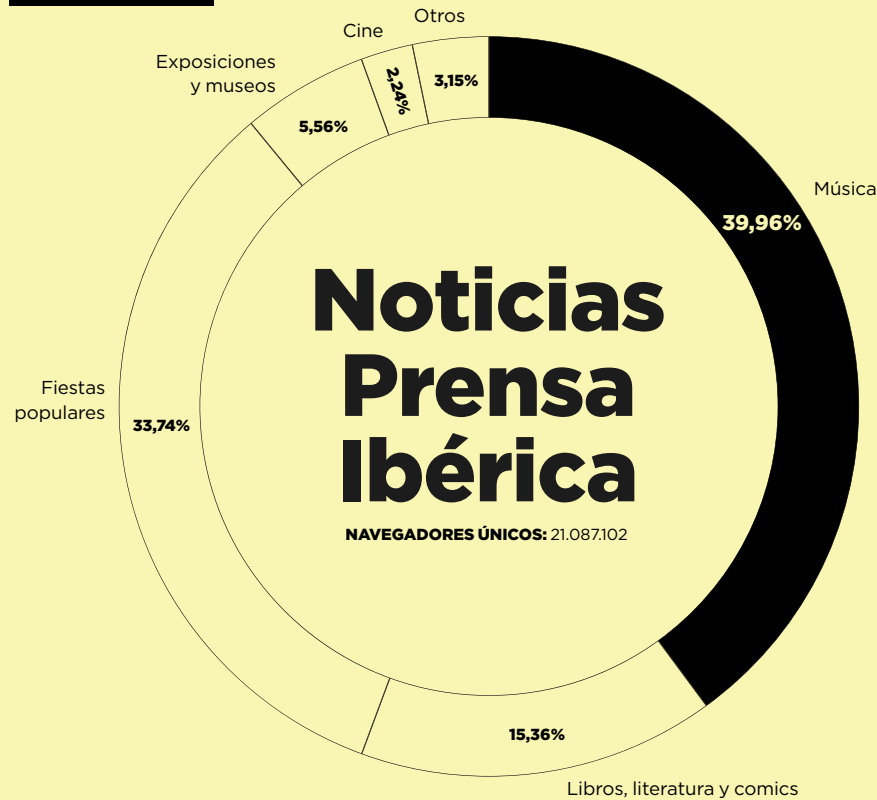 Otros
3,15%
Cine
2,24%
Exposiciones
y museos
5,56%
Música
39,96%
Noticias
Prensa
Ibérica
NAVEGADORES ÚNICOS: 21.087.102
Fiestas
populares
33,74%
15,36%
Libros, literatura y comics